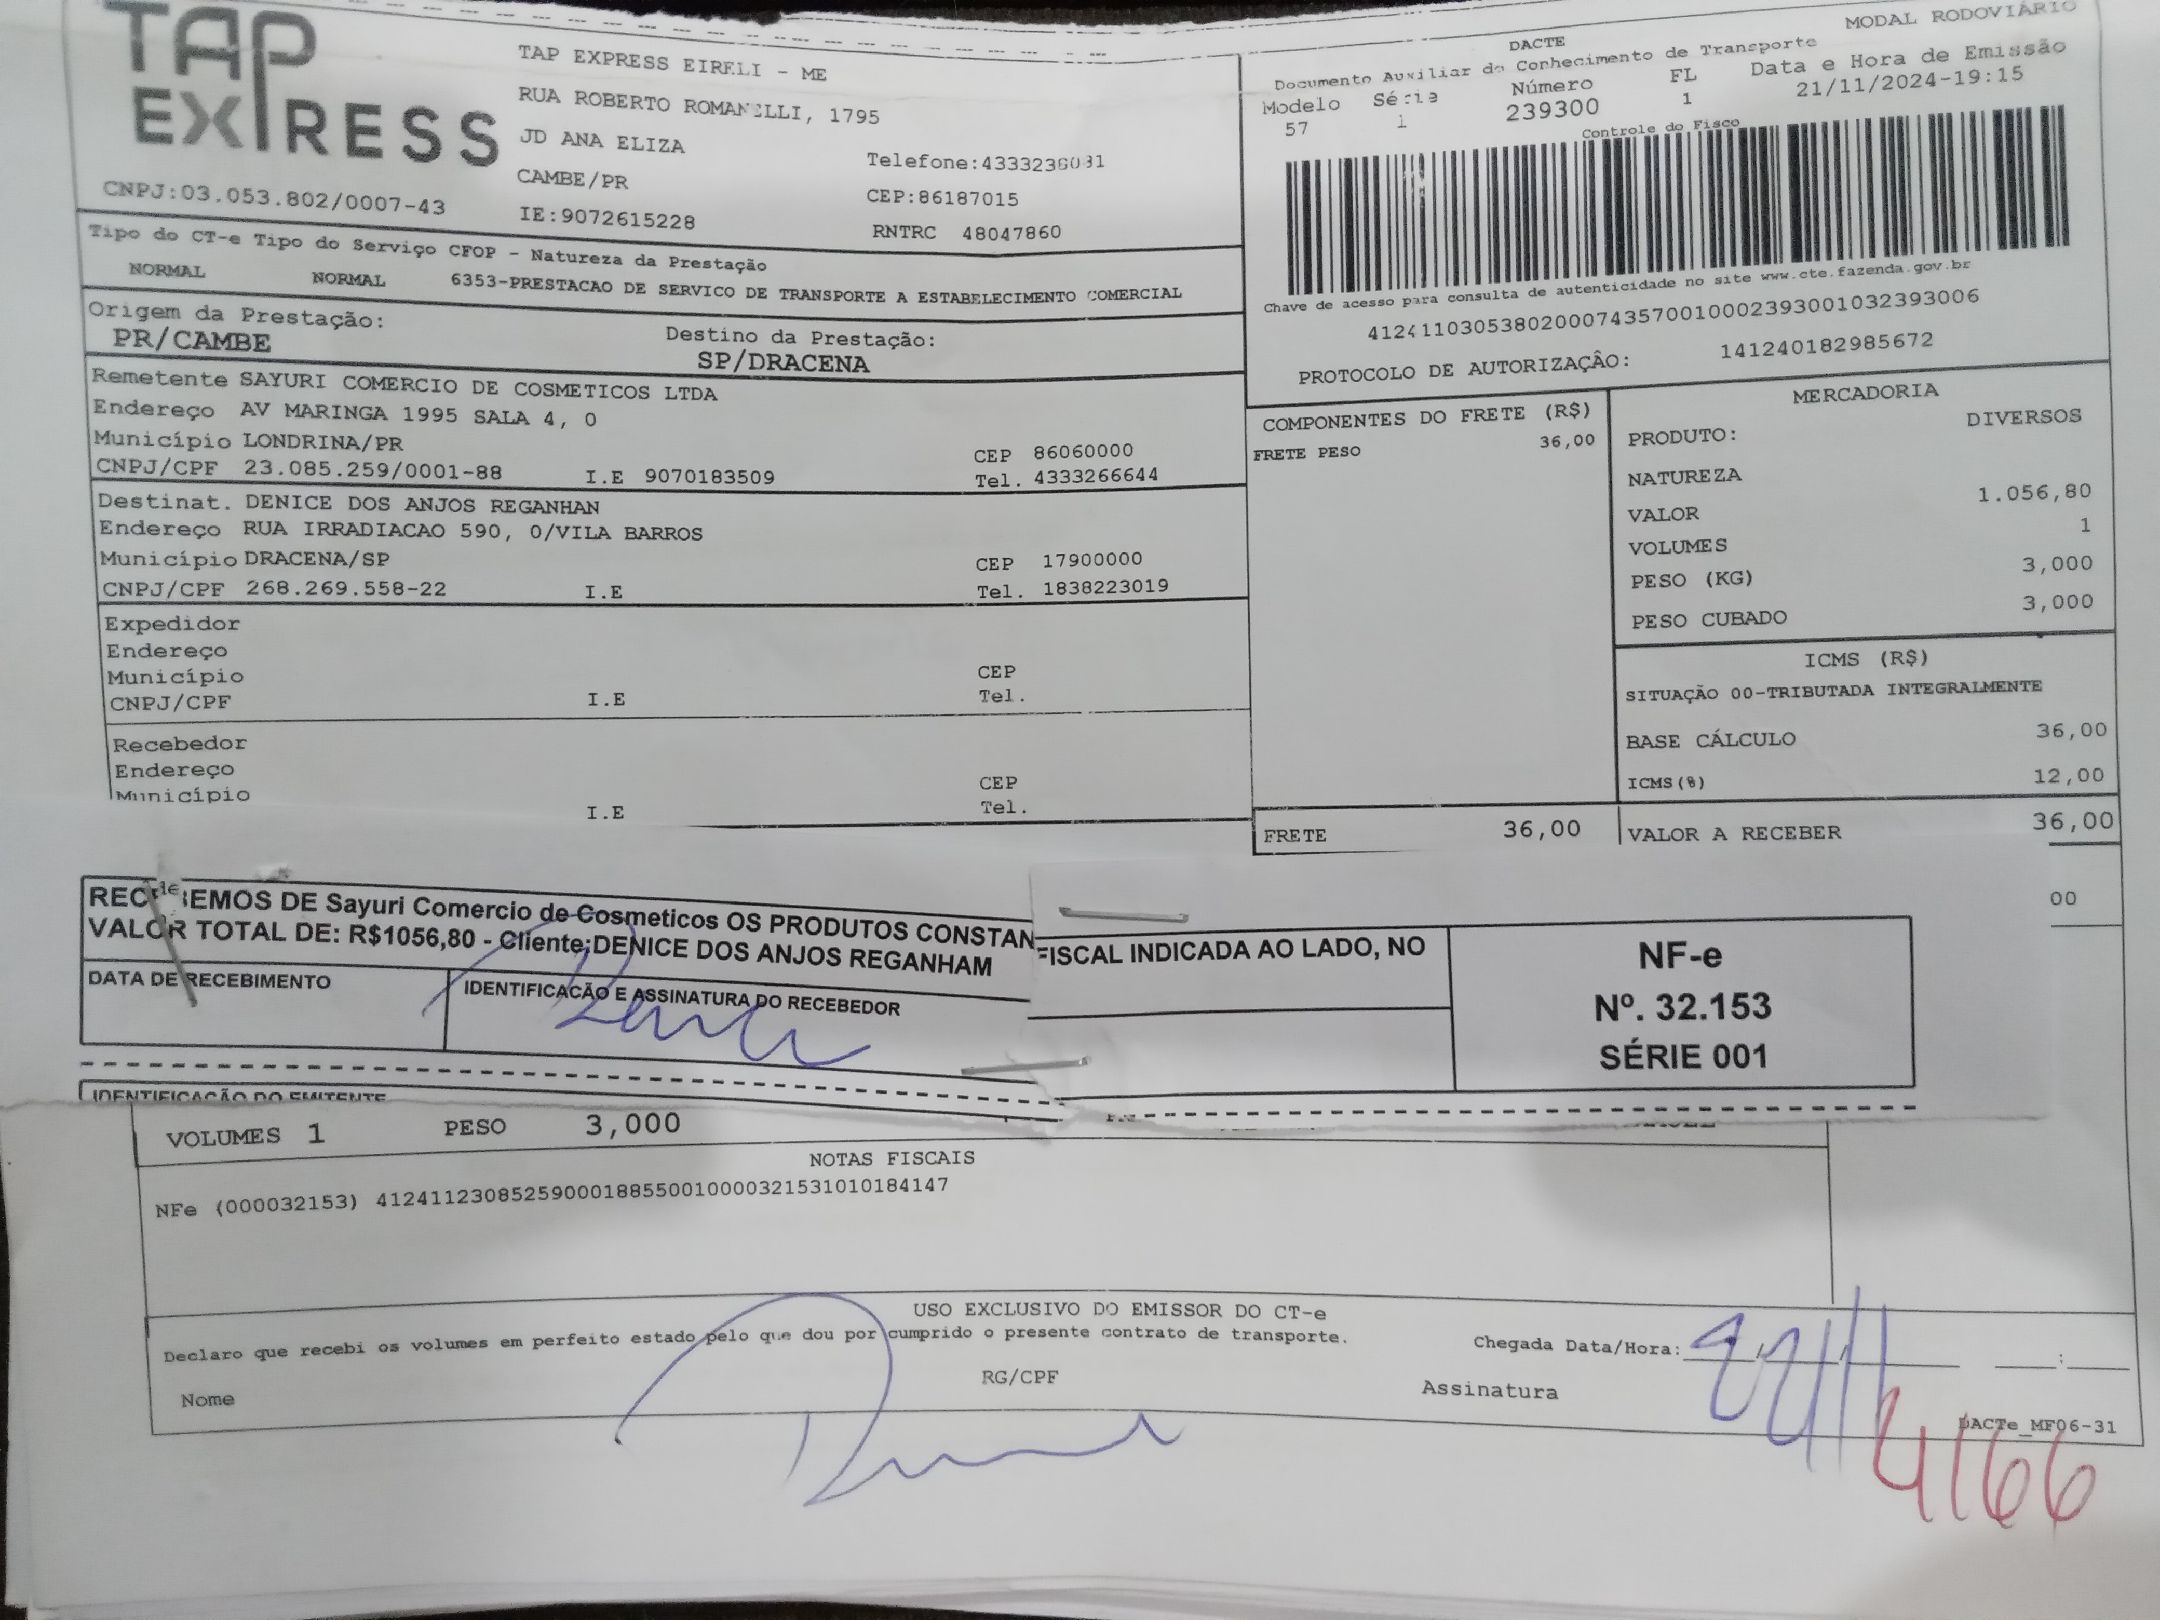 TAP EXPRESS
CNPJ:03.053.802/0007-43
TAP EXPRESS EIRELI - ME
RUA ROBERTO ROMANELLI, 1795
JD ANA ELIZA
CAMBE/PR
IE:9072615228
Telefone:4333236031
CEP:86187015
RNTRC 48047860
MODAL RODOVIÁRIO
DACTE
Documento Auxiliar do Conhecimento de Transporte
Modelo Série Número FL Data e Hora de Emissão
57 1 239300 1 21/11/2024-19:15
Controle do Fisco
Chave de acesso para consulta de autenticidade no site www.cte.fazenda.gov.br
41241103053802000743570010002393001032393006
PROTOCOLO DE AUTORIZAÇÂO: 141240182985672
Tipo do CT-e Tipo do Serviço CFOP - Natureza da Prestação
NORMAL NORMAL 6353-PRESTACAO DE SERVICO DE TRANSPORTE A ESTABELECIMENTO COMERCIAL
Origem da Prestação: Destino da Prestação:
PR/CAMBE SP/DRACENA
Remetente SAYURI COMERCIO DE COSMETICOS LTDA
Endereço AV MARINGA 1995 SALA 4, 0
Município LONDRINA/PR CEP 86060000
CNPJ/CPF 23.085.259/0001-88 I.E 9070183509 Tel. 4333266644
Destinat. DENICE DOS ANJOS REGANHAN
Endereço RUA IRRADIACAO 590, 0/VILA BARROS
Município DRACENA/SP CEP 17900000
CNPJ/CPF 268.269.558-22 I.E Tel. 1838223019
Expedidor
Endereço
Município CEP
CNPJ/CPF I.E Tel.
Recebedor
Endereço
Município CEP
I.E Tel.
COMPONENTES DO FRETE (R$)
FRETE PESO 36,00
FRETE 36,00
MERCADORIA
PRODUTO: DIVERSOS
NATUREZA
VALOR 1.056,80
VOLUMES 1
PESO (KG) 3,000
PESO CUBADO 3,000
ICMS (R$)
SITUAÇÃO 00-TRIBUTADA INTEGRALMENTE
BASE CÁLCULO 36,00
ICMS(%) 12,00
VALOR A RECEBER 36,00
00
RECEBEMOS DE Sayuri Comercio de Cosmeticos OS PRODUTOS CONSTAN FISCAL INDICADA AO LADO, NO
VALOR TOTAL DE: R$1056,80 - Cliente:DENICE DOS ANJOS REGANHAM
DATA DE RECEBIMENTO IDENTIFICAÇÃO E ASSINATURA DO RECEBEDOR
NF-e
Nº. 32.153
SÉRIE 001
IDENTIFICAÇÃO DO EMITENTE
VOLUMES 1 PESO 3,000
NOTAS FISCAIS
NFe (000032153) 41241123085259000188550010000321531010184147
USO EXCLUSIVO DO EMISSOR DO CT-e
Declaro que recebi os volumes em perfeito estado pelo que dou por cumprido o presente contrato de transporte.
Chegada Data/Hora: / / :
Nome RG/CPF Assinatura
DACTe_MF06-31
4166